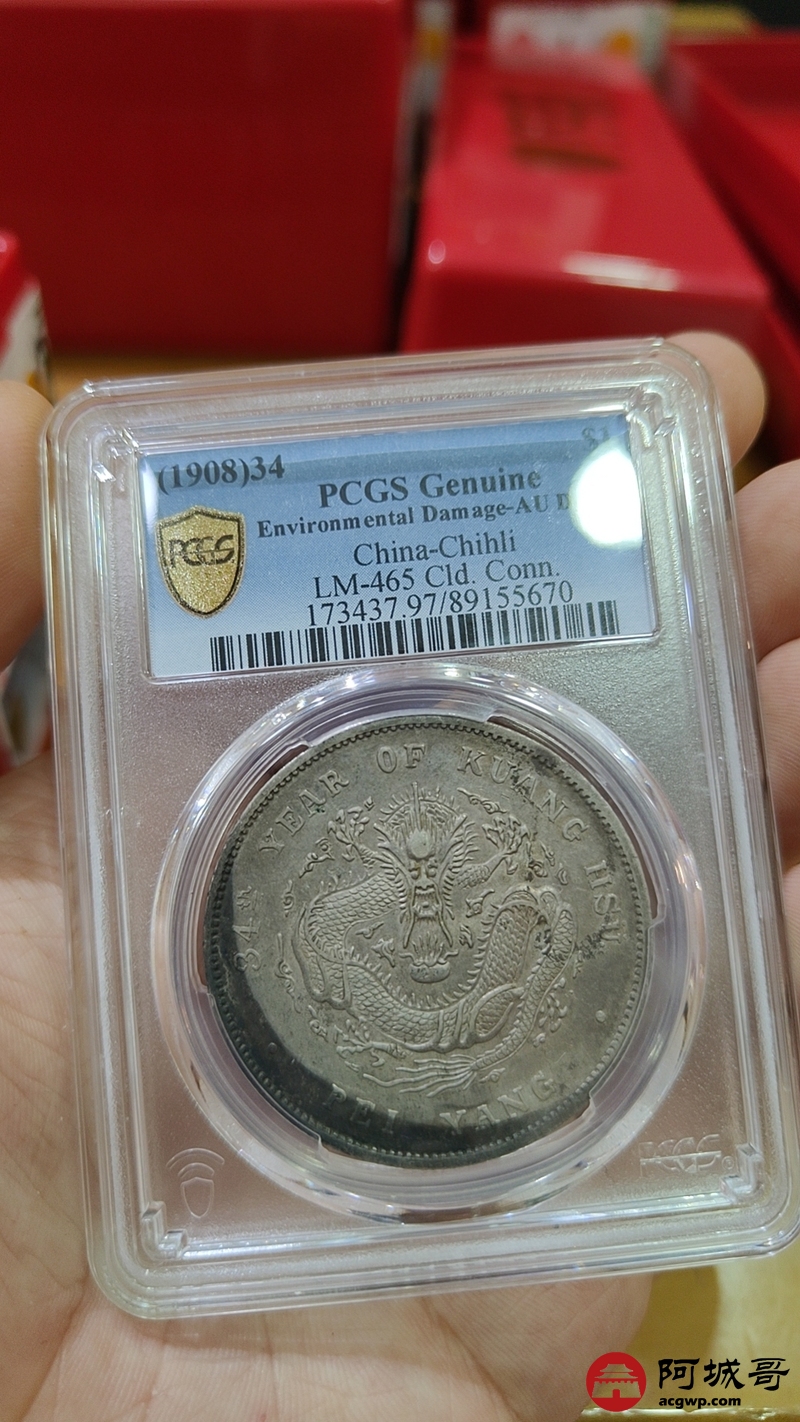 (1908)34
$1
PCGS Genuine
Environmental Damage-AU D
China-Chihli
LM-465 Cld. Conn.
173437.97/89155670
PCGS
34TH YEAR OF KUANG HSU
PEI YANG
PCGS
阿城哥
acgwp.com